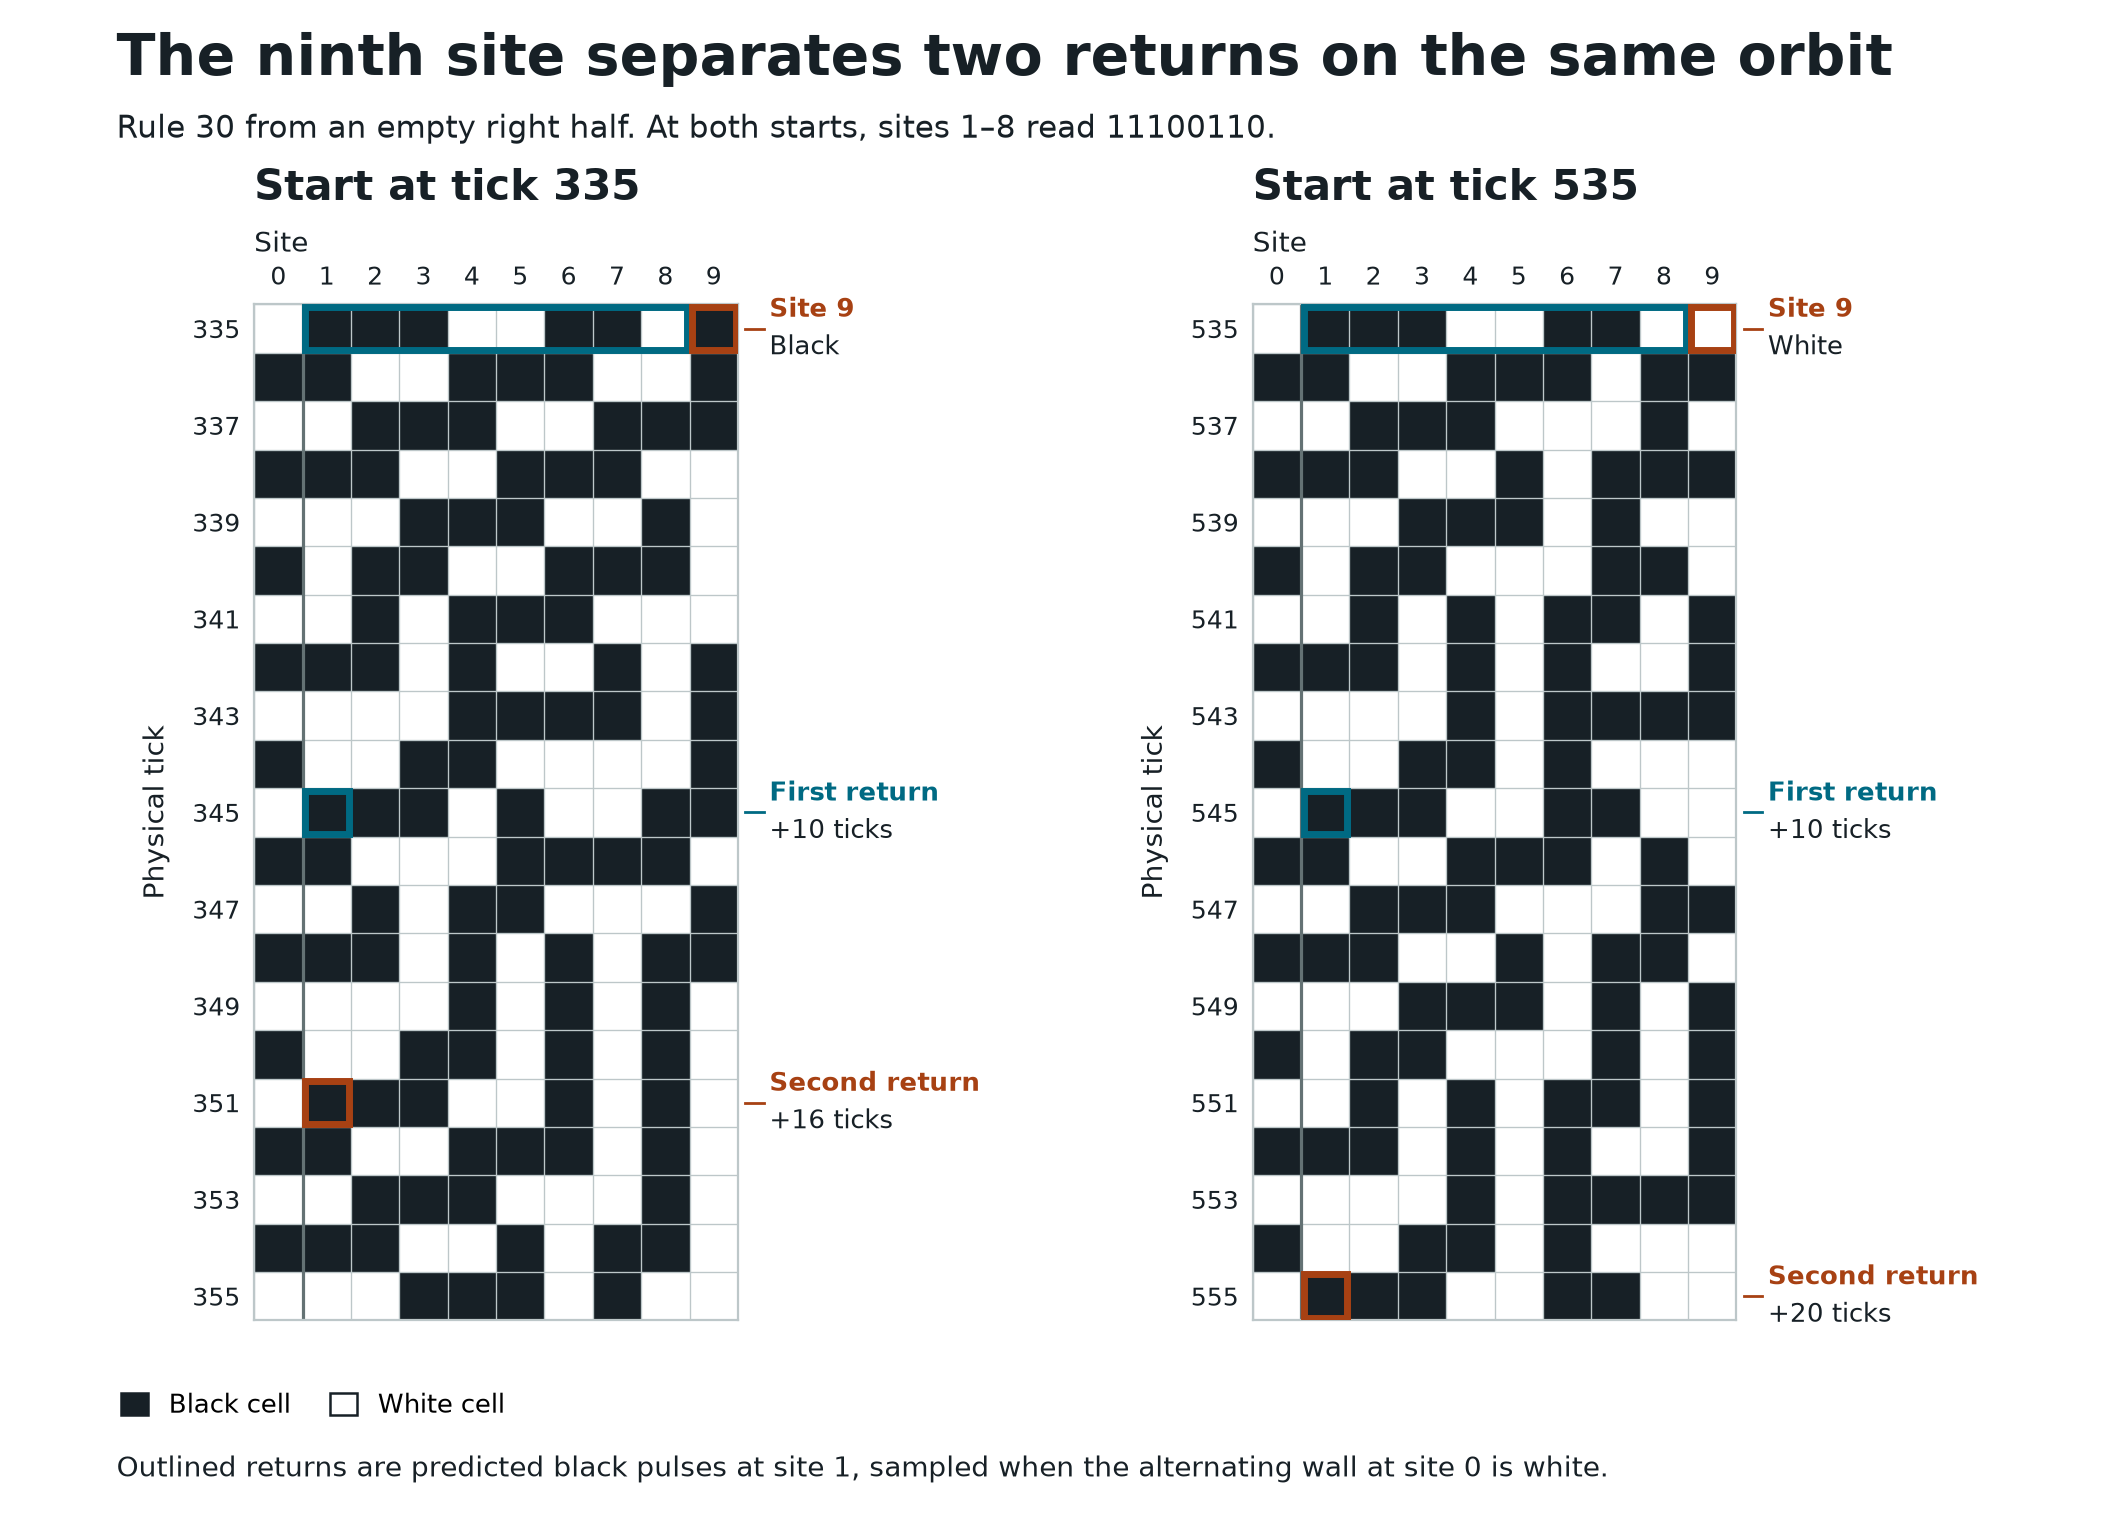 The ninth site separates two returns on the same orbit
Rule 30 from an empty right half. At both starts, sites 1–8 read 11100110.
Start at tick 335
Site
0 1 2 3 4 5 6 7 8 9
Physical tick
335
337
339
341
343
345
347
349
351
353
355
Site 9
Black
First return
+10 ticks
Second return
+16 ticks
Start at tick 535
Site
0 1 2 3 4 5 6 7 8 9
Physical tick
535
537
539
541
543
545
547
549
551
553
555
Site 9
White
First return
+10 ticks
Second return
+20 ticks
Black cell White cell
Outlined returns are predicted black pulses at site 1, sampled when the alternating wall at site 0 is white.